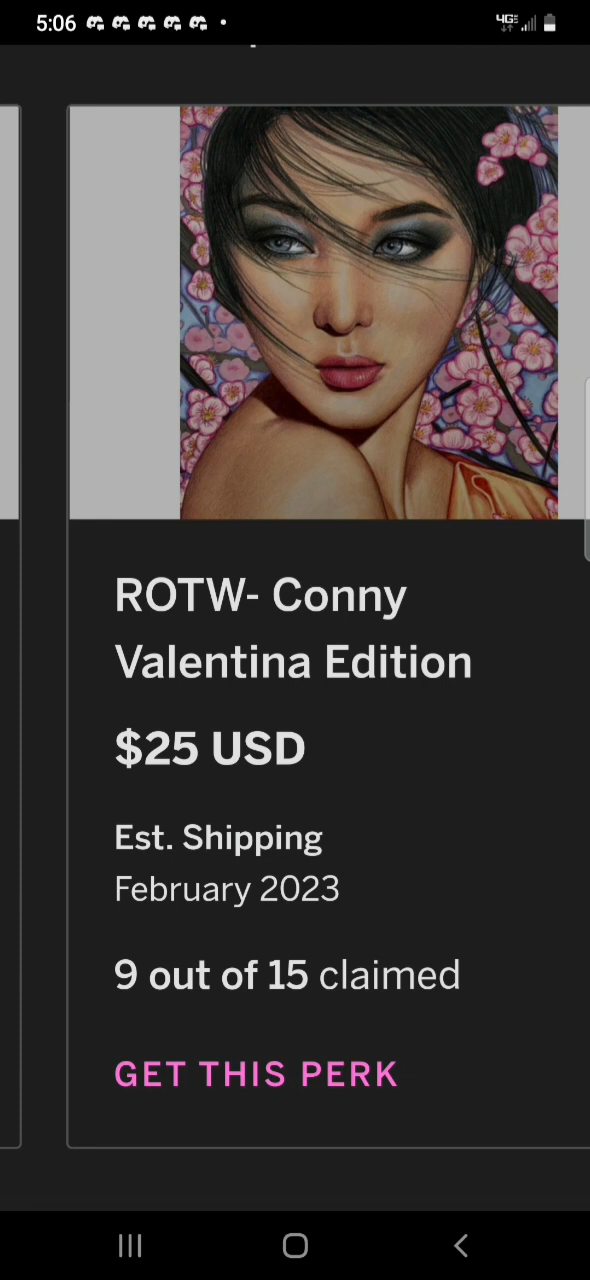 5:06
4GE
ROTW- Conny
Valentina Edition
$25 USD
Est. Shipping
February 2023
9 out of 15 claimed
GET THIS PERK